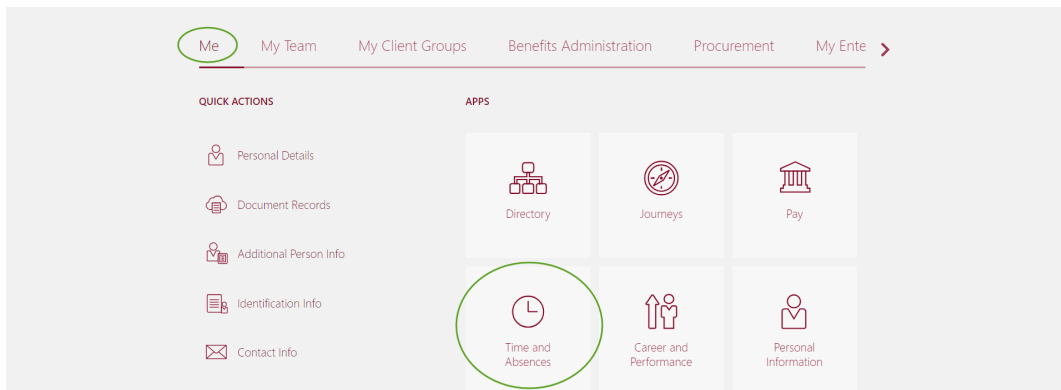 Me My Team My Client Groups Benefits Administration Procurement My Ente
QUICK ACTIONS
Personal Details
Document Records
Additional Person Info
Identification Info
Contact Info
APPS
Directory
Journeys
Pay
Time and
Absences
Career and
Performance
Personal
Information